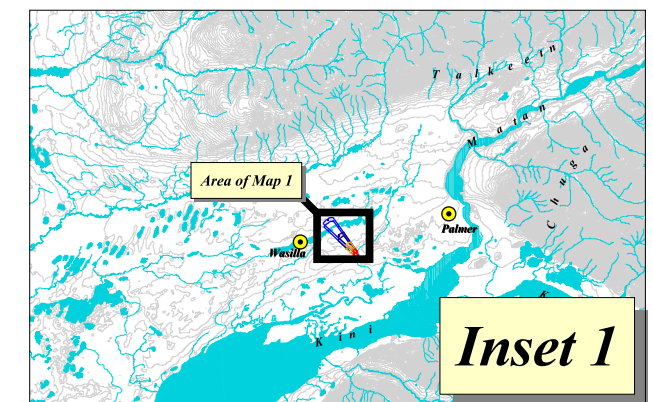 T a l k e e t n
M a t a n
C h u g a
Area of Map 1
Palmer
Wasilla
K n i
K
Inset 1